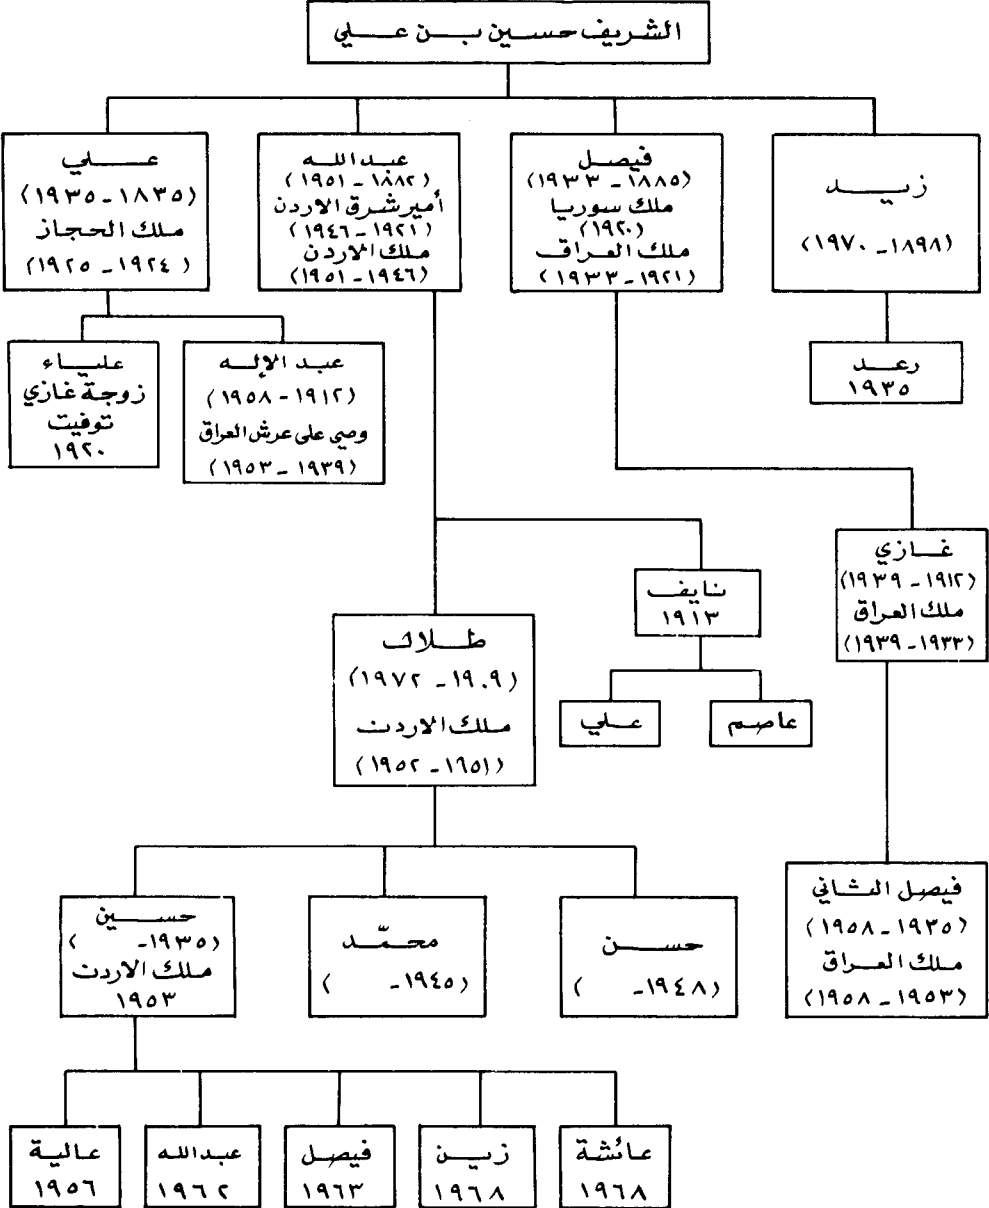 الشريف حسين بن علي
زيد
(١٨٩٨-١٩٧٠)
فيصل
(١٨٨٥-١٩٣٣)
ملك سوريا
(١٩٢٠)
ملك العراق
(١٩٢١-١٩٣٣)
عبدالله
(١٨٨٢-١٩٥١)
أمير شرق الاردن
(١٩٢١-١٩٤٦)
ملك الاردن
(١٩٤٦-١٩٥١)
علي
(١٨٣٥-١٩٣٥)
ملك الحجاز
(١٩٢٤-١٩٢٥)
رعد
١٩٣٥
عبد الإله
(١٩١٢-١٩٥٨)
وصي على عرش العراق
(١٩٣٩-١٩٥٣)
علياء
زوجة غازي
توفيت
١٩٢٠
غازي
(١٩١٢-١٩٣٩)
ملك العراق
(١٩٣٣-١٩٣٩)
نايف
١٩١٣
طلال
(١٩٠٩-١٩٧٢)
ملك الاردن
(١٦٥١-١٩٥٢)
عاصم
علي
فيصل الثاني
(١٩٣٥-١٩٥٨)
ملك العراق
(١٩٥٣-١٩٥٨)
حسن
(١٩٤٨- )
محمّد
(١٩٤٥- )
حسين
(١٩٣٥- )
ملك الاردن
١٩٥٣
عائشة
١٩٦٨
زين
١٩٦٨
فيصل
١٩٦٣
عبدالله
١٩٦٢
عالية
١٩٥٦